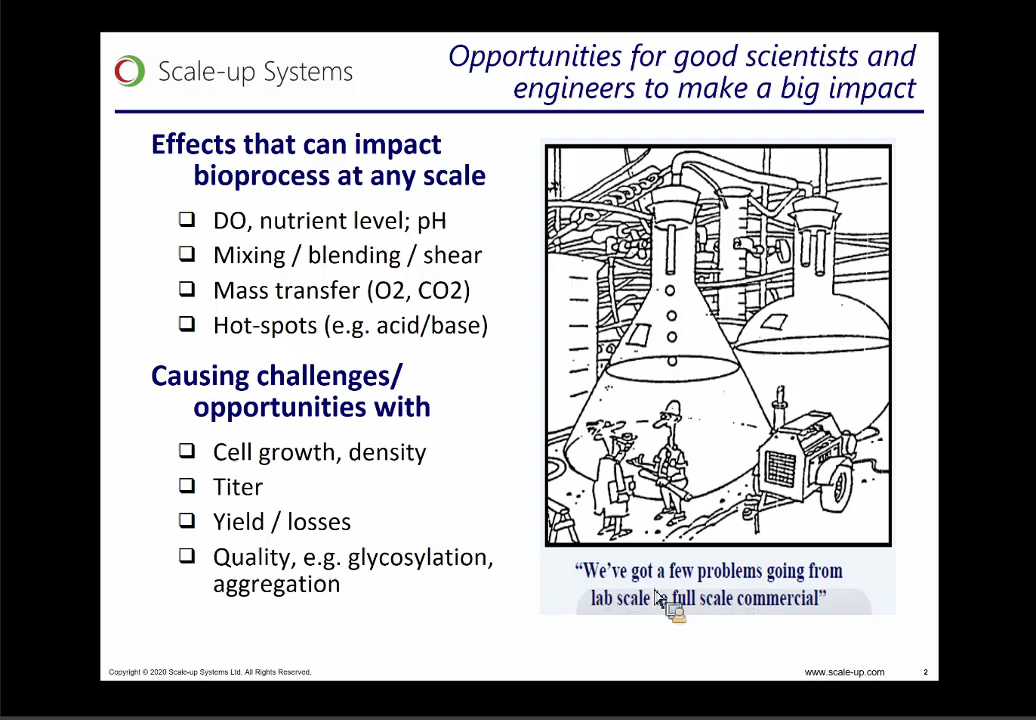 Scale-up Systems
Opportunities for good scientists and
engineers to make a big impact
Effects that can impact
bioprocess at any scale
❑ DO, nutrient level; pH
❑ Mixing / blending / shear
❑ Mass transfer (O2, CO2)
❑ Hot-spots (e.g. acid/base)
Causing challenges/
opportunities with
❑ Cell growth, density
❑ Titer
❑ Yield / losses
❑ Quality, e.g. glycosylation,
aggregation
“We’ve got a few problems going from
lab scale full scale commercial”
Copyright © 2020 Scale-up Systems Ltd. All Rights Reserved.
www.scale-up.com
2